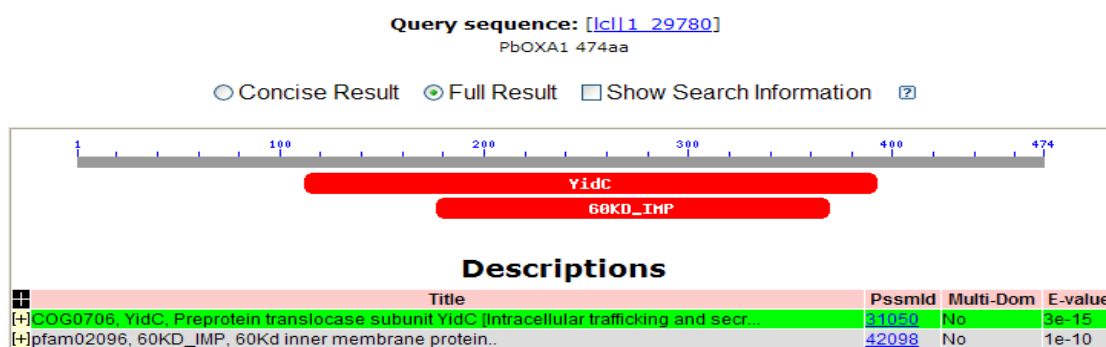 Query sequence: [lcl|1_29780]
PbOXA1 474aa
Concise Result Full Result Show Search Information ?
1 100 200 300 400 474
YidC
60KD_IMP
Descriptions
Title PssmId Multi-Dom E-value
[+]COG0706, YidC, Preprotein translocase subunit YidC [Intracellular trafficking and secr... 31050 No 3e-15
[+]pfam02096, 60KD_IMP, 60Kd inner membrane protein.. 42098 No 1e-10